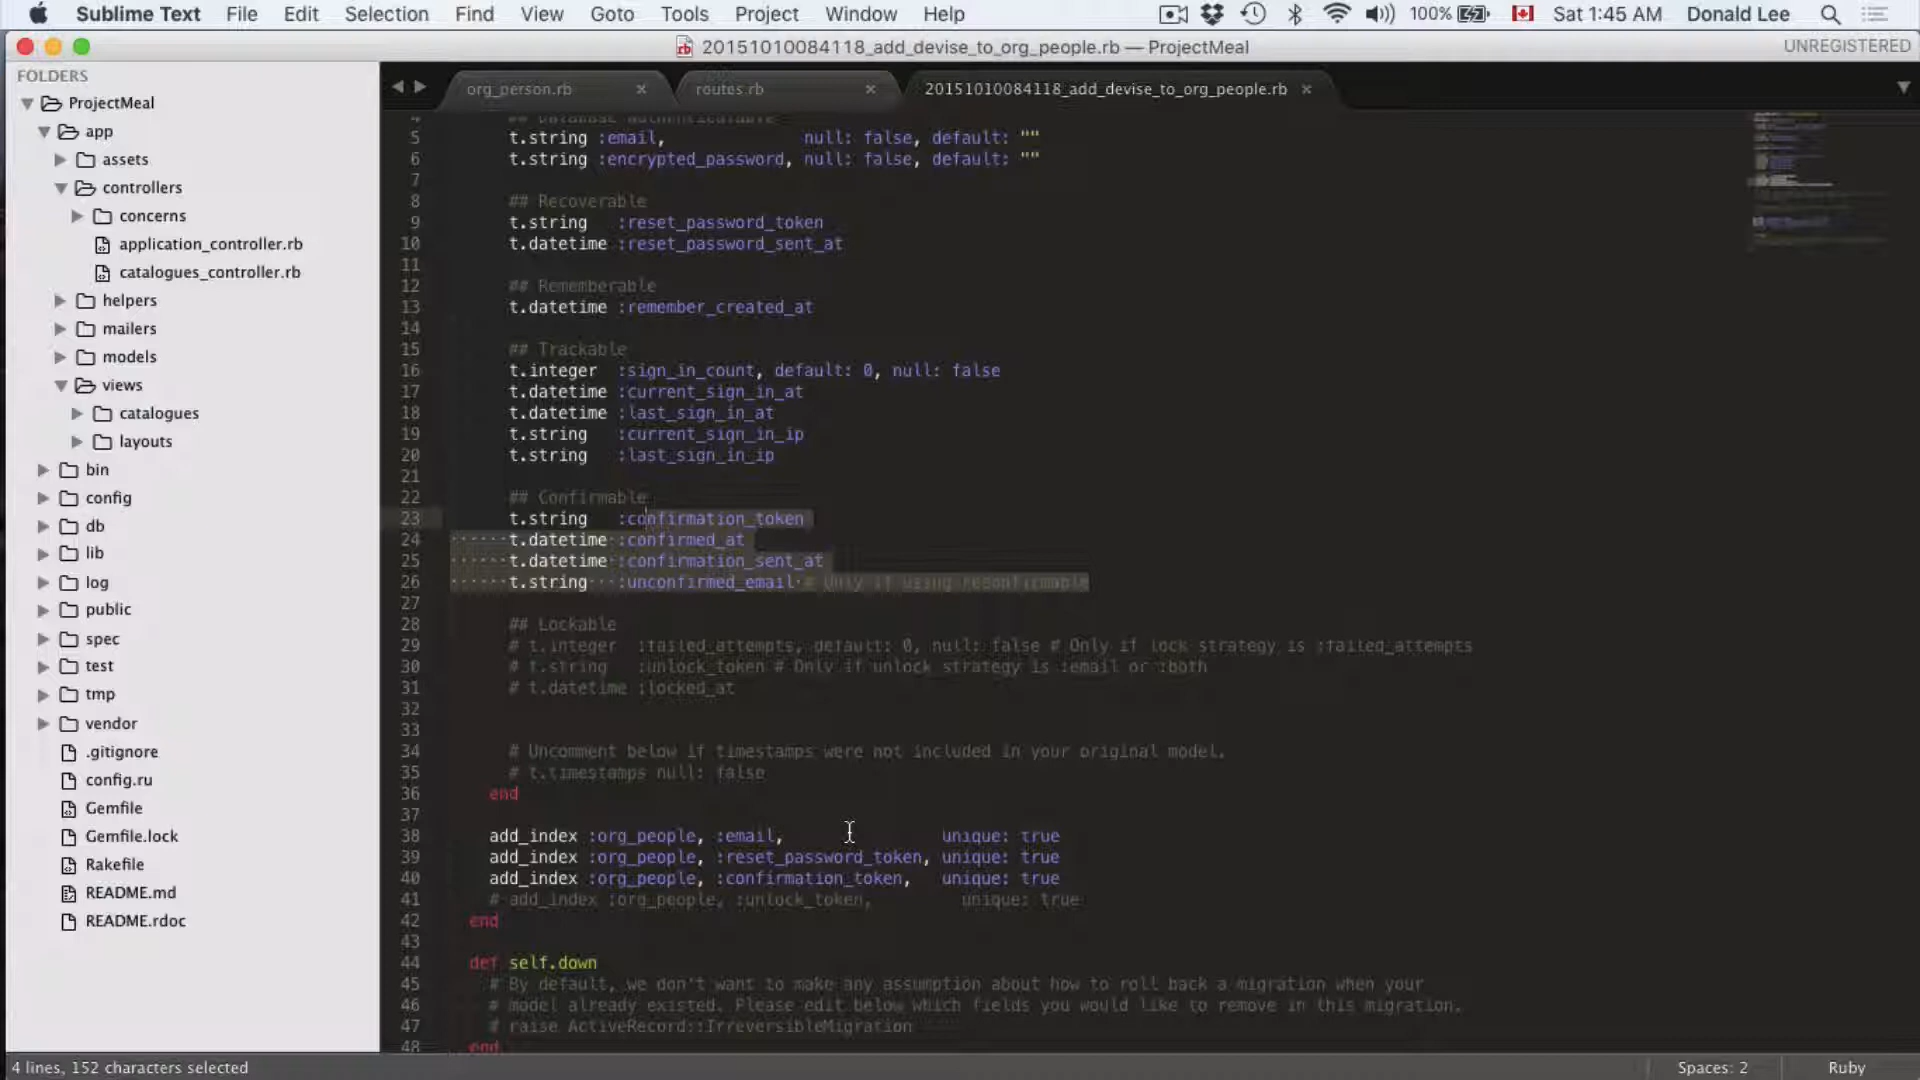 Sublime Text File Edit Selection Find View Goto Tools Project Window Help 100% Sat 1:45 AM Donald Lee
20151010084118_add_devise_to_org_people.rb — ProjectMeal UNREGISTERED
FOLDERS
ProjectMeal
app
assets
controllers
concerns
application_controller.rb
catalogues_controller.rb
helpers
mailers
models
views
catalogues
layouts
bin
config
db
lib
log
public
spec
test
tmp
vendor
.gitignore
config.ru
Gemfile
Gemfile.lock
Rakefile
README.md
README.rdoc
org_person.rb routes.rb 20151010084118_add_devise_to_org_people.rb
4 ## Database authenticatable
5 t.string :email, null: false, default: ""
6 t.string :encrypted_password, null: false, default: ""
7
8 ## Recoverable
9 t.string :reset_password_token
10 t.datetime :reset_password_sent_at
11
12 ## Rememberable
13 t.datetime :remember_created_at
14
15 ## Trackable
16 t.integer :sign_in_count, default: 0, null: false
17 t.datetime :current_sign_in_at
18 t.datetime :last_sign_in_at
19 t.string :current_sign_in_ip
20 t.string :last_sign_in_ip
21
22 ## Confirmable
23 t.string :confirmation_token
24 t.datetime :confirmed_at
25 t.datetime :confirmation_sent_at
26 t.string :unconfirmed_email # Only if using reconfirmable
27
28 ## Lockable
29 # t.integer :failed_attempts, default: 0, null: false # Only if lock strategy is :failed_attempts
30 # t.string :unlock_token # Only if unlock strategy is :email or :both
31 # t.datetime :locked_at
32
33
34 # Uncomment below if timestamps were not included in your original model.
35 # t.timestamps null: false
36 end
37
38 add_index :org_people, :email, unique: true
39 add_index :org_people, :reset_password_token, unique: true
40 add_index :org_people, :confirmation_token, unique: true
41 # add_index :org_people, :unlock_token, unique: true
42 end
43
44 def self.down
45 # By default, we don't want to make any assumption about how to roll back a migration when your
46 # model already existed. Please edit below which fields you would like to remove in this migration.
47 # raise ActiveRecord::IrreversibleMigration
48 end
4 lines, 152 characters selected Spaces: 2 Ruby